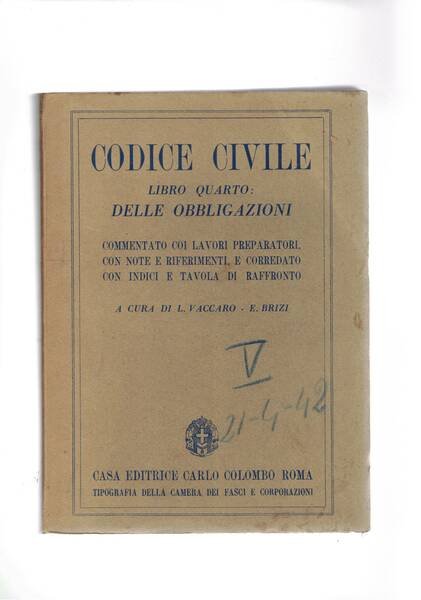 CODICE CIVILE
LIBRO QUARTO:
DELLE OBBLIGAZIONI
COMMENTATO COI LAVORI PREPARATORI,
CON NOTE E RIFERIMENTI, E CORREDATO
CON INDICI E TAVOLA DI RAFFRONTO
A CURA DI L. VACCARO - E. BRIZI
V
21-4-42
CASA EDITRICE CARLO COLOMBO ROMA
TIPOGRAFIA DELLA CAMERA DEI FASCI E CORPORAZIONI